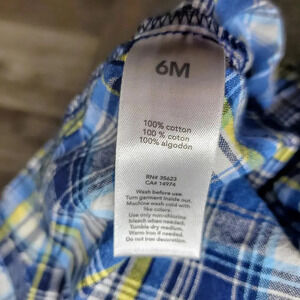 6M
100% cotton
100 % coton
100% algodón
RN# 35623
CA# 14974
Wash before use.
Turn garment inside out.
Machine wash cold with
like colors.
Use only non-chlorine
bleach when needed.
Tumble dry medium.
Warm iron if needed.
Do not iron decoration.